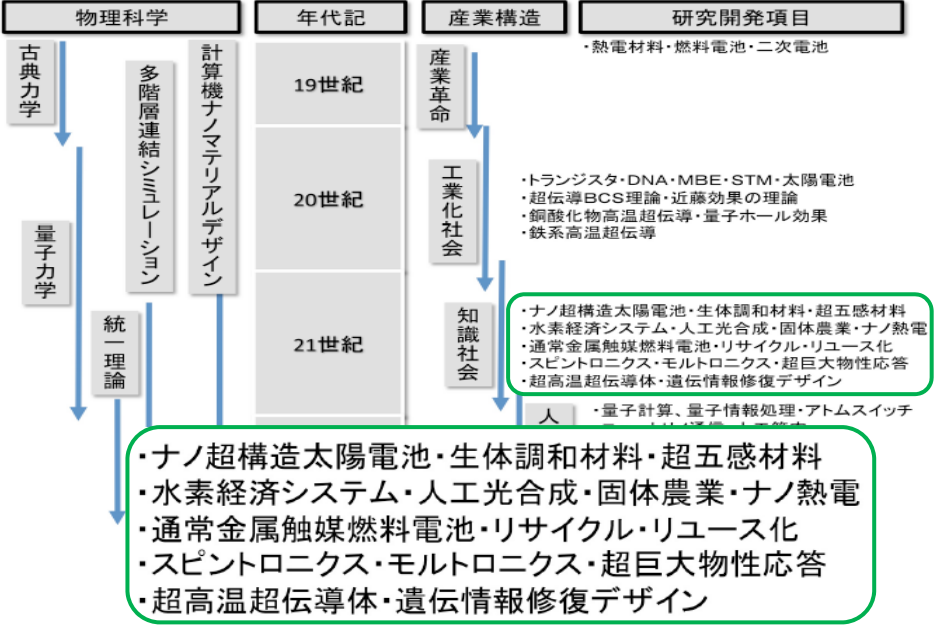 物理科学
年代記
産業構造
研究開発項目
古典力学
多階層連結シミュレーション
計算機ナノマテリアルデザイン
19世紀
産業革命
・熱電材料・燃料電池・二次電池
量子力学
20世紀
工業化社会
・トランジスタ・DNA・MBE・STM・太陽電池
・超伝導BCS理論・近藤効果の理論
・銅酸化物高温超伝導・量子ホール効果
・鉄系高温超伝導
統一理論
21世紀
知識社会
・ナノ超構造太陽電池・生体調和材料・超五感材料
・水素経済システム・人工光合成・固体農業・ナノ熱電
・通常金属触媒燃料電池・リサイクル・リユース化
・スピントロニクス・モルトロニクス・超巨大物性応答
・超高温超伝導体・遺伝情報修復デザイン
人
・量子計算、量子情報処理・アトムスイッチ
・ナノ超構造太陽電池・生体調和材料・超五感材料
・水素経済システム・人工光合成・固体農業・ナノ熱電
・通常金属触媒燃料電池・リサイクル・リユース化
・スピントロニクス・モルトロニクス・超巨大物性応答
・超高温超伝導体・遺伝情報修復デザイン